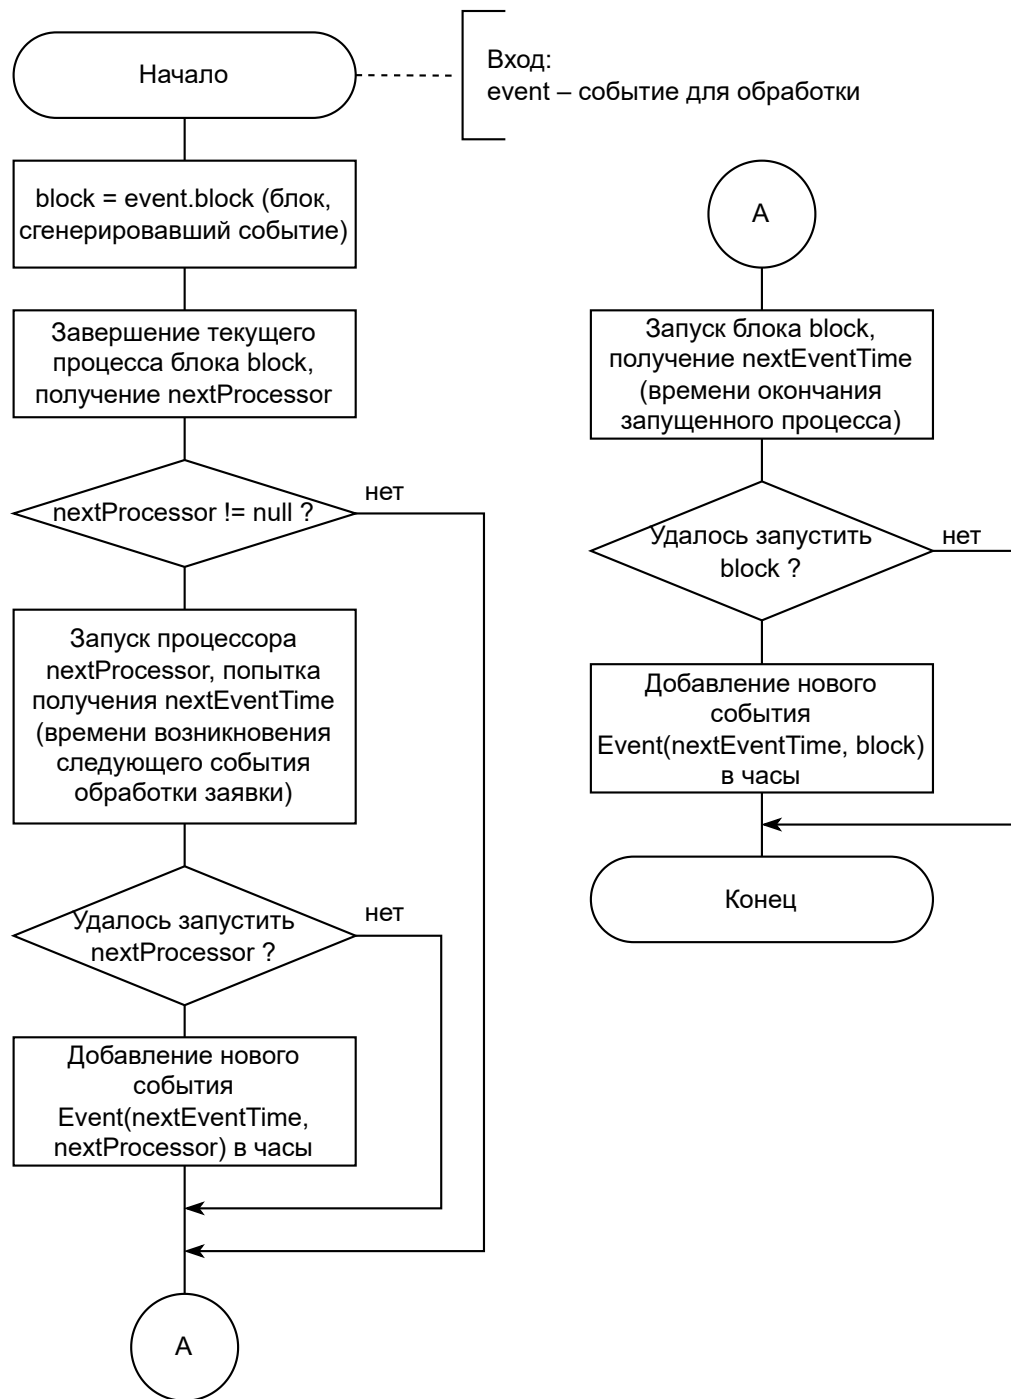 Начало
Вход:
event – событие для обработки
block = event.block (блок,
сгенерировавший событие)
Завершение текущего
процесса блока block,
получение nextProcessor
nextProcessor != null ?
нет
Запуск процессора
nextProcessor, попытка
получения nextEventTime
(времени возникновения
следующего события
обработки заявки)
Удалось запустить
nextProcessor ?
нет
Добавление нового
события
Event(nextEventTime,
nextProcessor) в часы
А
А
Запуск блока block,
получение nextEventTime
(времени окончания
запущенного процесса)
Удалось запустить
block ?
нет
Добавление нового
события
Event(nextEventTime, block)
в часы
Конец